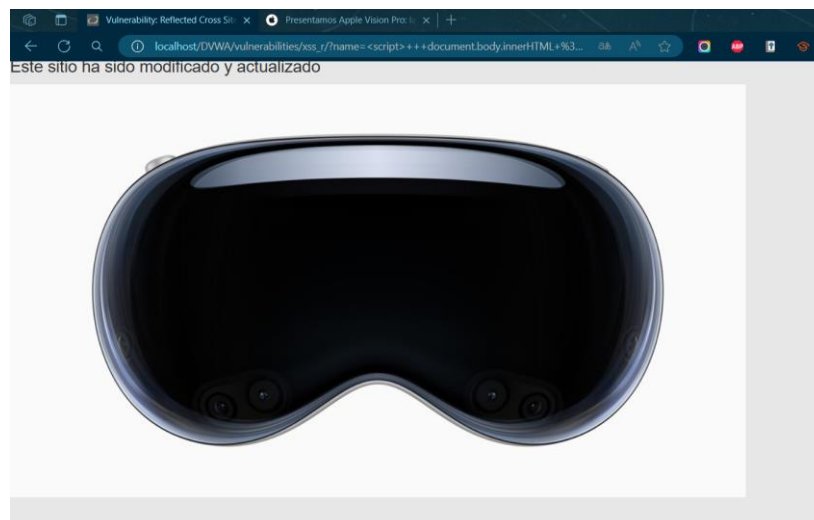 Vulnerability: Reflected Cross Sit
Presentamos Apple Vision Pro: l
localhost/DVWA/vulnerabilities/xss_r/?name=<script>+++document.body.innerHTML+%3...
Este sitio ha sido modificado y actualizado